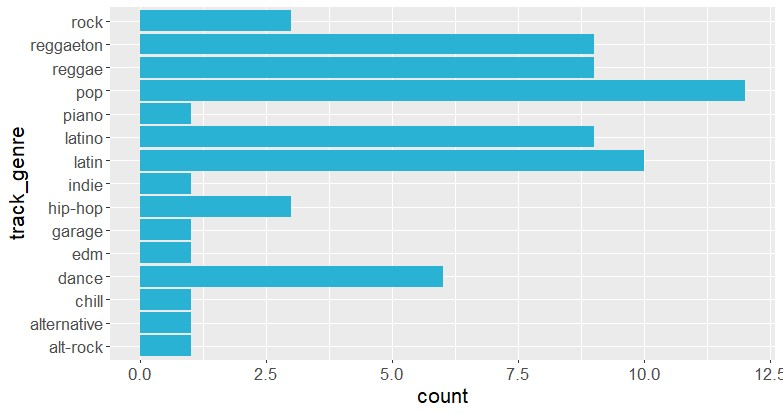 rock
reggaeton
reggae
pop
piano
latino
latin
indie
hip-hop
garage
edm
dance
chill
alternative
alt-rock
track_genre
0.0 2.5 5.0 7.5 10.0 12.5
count